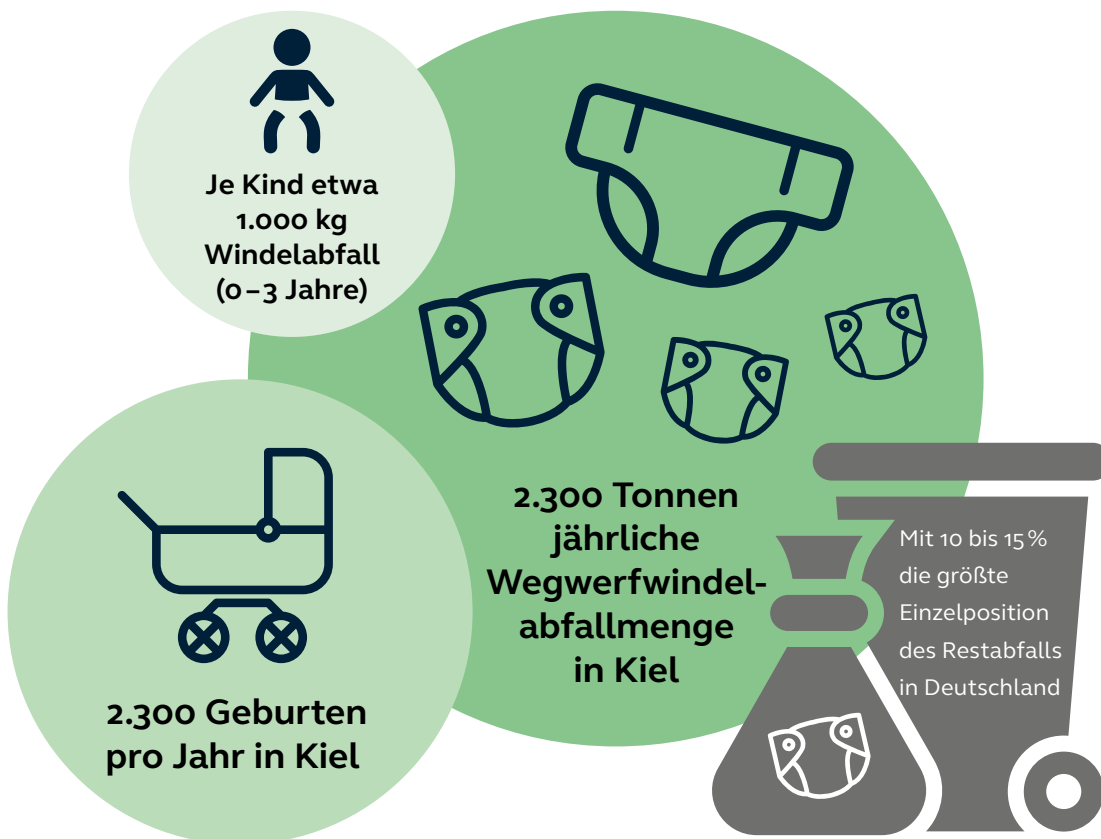 Je Kind etwa
1.000 kg
Windelabfall
(0–3 Jahre)
2.300 Tonnen
jährliche
Wegwerfwindel-
abfallmenge
in Kiel
Mit 10 bis 15 %
die größte
Einzelposition
des Restabfalls
in Deutschland
2.300 Geburten
pro Jahr in Kiel